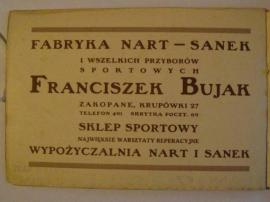 FABRYKA NART – SANEK
I WSZELKICH PRZYBORÓW
SPORTOWYCH
FRANCISZEK BUJAK
ZAKOPANE, KRUPÓWKI 27
TELEFON 401 SKRYTKA POCZT. 69
SKLEP SPORTOWY
NAJWIĘKSZE WARSZTATY REPERACYJNE
WYPOŻYCZALNIA NART I SANEK